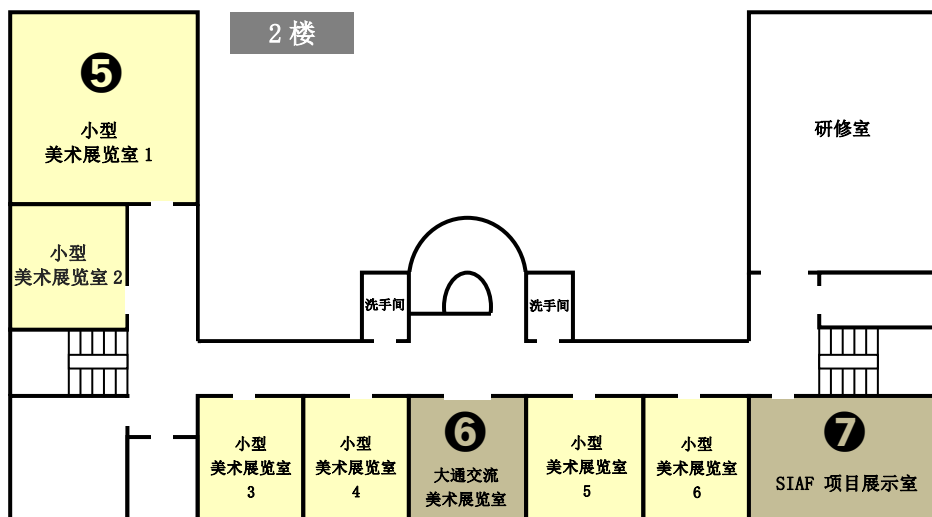 2 楼
❺
小型
美术展览室 1
研修室
小型
美术展览室 2
洗手间
洗手间
小型
美术展览室
3
小型
美术展览室
4
❻
大通交流
美术展览室
小型
美术展览室
5
小型
美术展览室
6
❼
SIAF 项目展示室